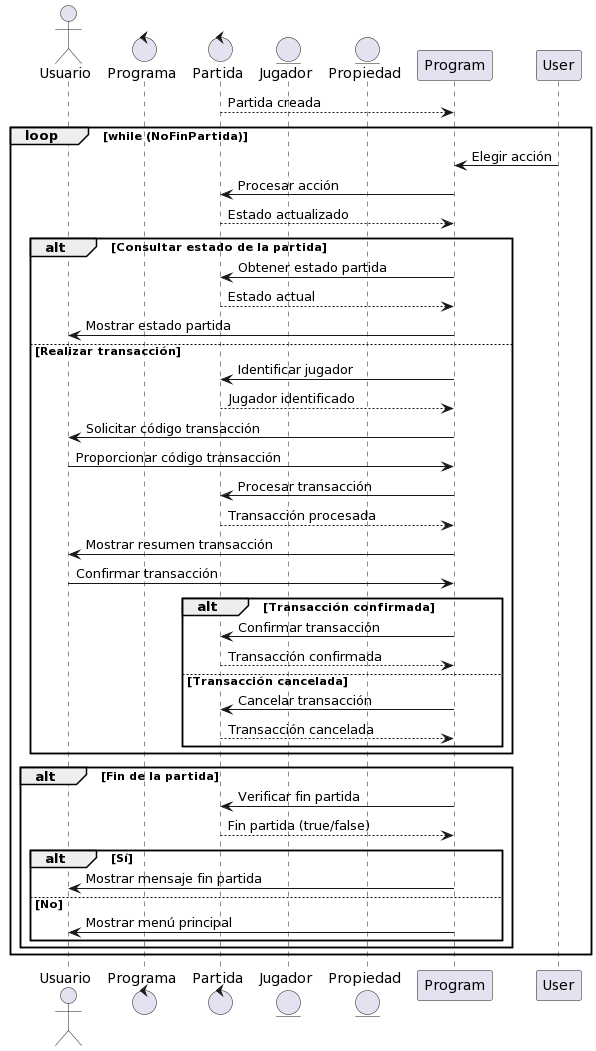 Usuario Programa Partida Jugador Propiedad Program User
Partida creada
loop [while (NoFinPartida)]
Elegir acción
Procesar acción
Estado actualizado
alt [Consultar estado de la partida]
Obtener estado partida
Estado actual
Mostrar estado partida
[Realizar transacción]
Identificar jugador
Jugador identificado
Solicitar código transacción
Proporcionar código transacción
Procesar transacción
Transacción procesada
Mostrar resumen transacción
Confirmar transacción
alt [Transacción confirmada]
Confirmar transacción
Transacción confirmada
[Transacción cancelada]
Cancelar transacción
Transacción cancelada
alt [Fin de la partida]
Verificar fin partida
Fin partida (true/false)
alt [Sí]
Mostrar mensaje fin partida
[No]
Mostrar menú principal
Usuario Programa Partida Jugador Propiedad Program User